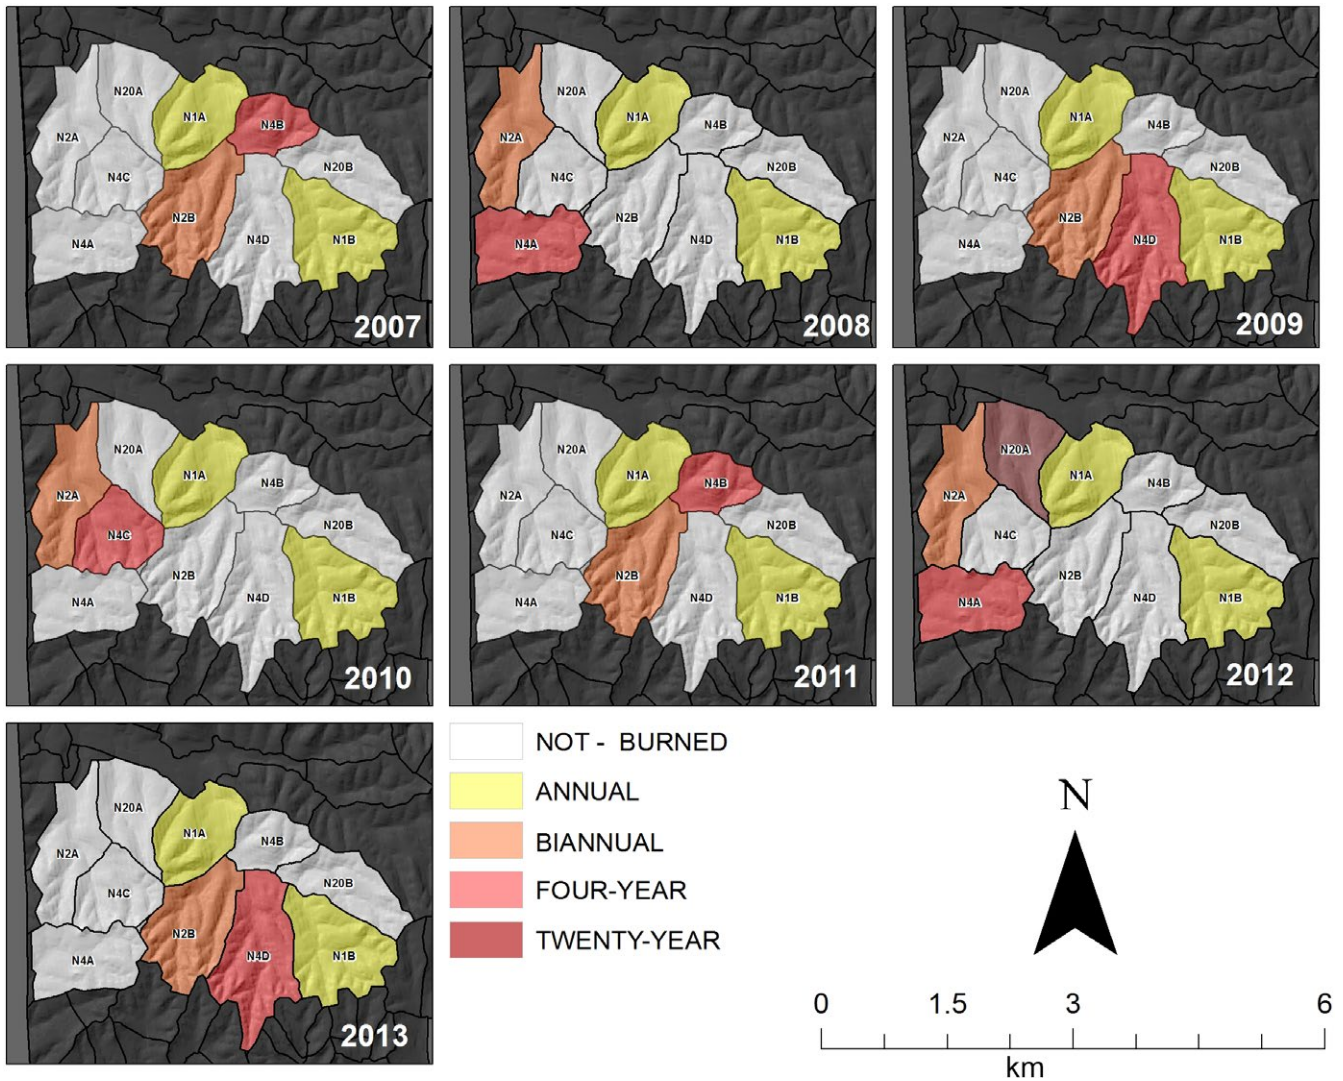 N20A
N1A
N4B
N2A
N20B
N4C
N2B
N4A
N4D
N1B
2007
N20A
N1A
N4B
N2A
N20B
N4C
N2B
N4A
N4D
N1B
2008
N20A
N1A
N4B
N2A
N20B
N4C
N2B
N4A
N4D
N1B
2009
N20A
N1A
N4B
N2A
N20B
N4C
N2B
N4A
N4D
N1B
2010
N20A
N1A
N4B
N2A
N20B
N4C
N2B
N4A
N4D
N1B
2011
N20A
N1A
N4B
N2A
N20B
N4C
N2B
N4A
N4D
N1B
2012
N20A
N1A
N4B
N2A
N20B
N4C
N2B
N4A
N4D
N1B
2013
NOT - BURNED
ANNUAL
BIANNUAL
FOUR-YEAR
TWENTY-YEAR
N
0 1.5 3 6
km